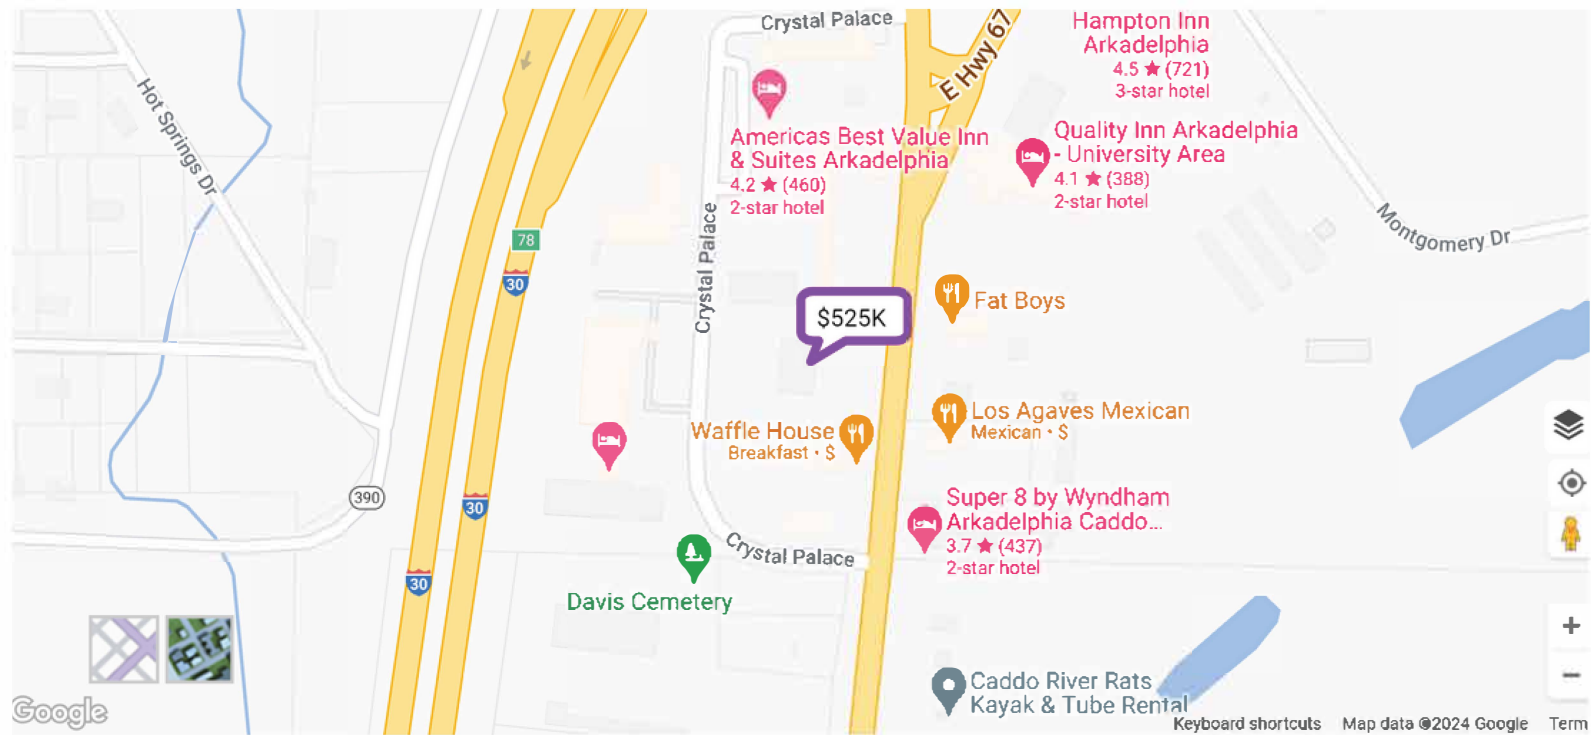 Crystal Palace
E Hwy 67
Hampton Inn
Arkadelphia
4.5 ★ (721)
3-star hotel
Hot Springs Dr
Americas Best Value Inn
& Suites Arkadelphia
4.2 ★ (460)
2-star hotel
Quality Inn Arkadelphia
- University Area
4.1 ★ (388)
2-star hotel
Montgomery Dr
78
30
Crystal Palace
$525K
Fat Boys
Waffle House
Breakfast · $
Los Agaves Mexican
Mexican · $
390
30
Super 8 by Wyndham
Arkadelphia Caddo...
3.7 ★ (437)
2-star hotel
Crystal Palace
30
Davis Cemetery
Caddo River Rats
Kayak & Tube Rental
Google
Keyboard shortcuts
Map data ©2024 Google
Term